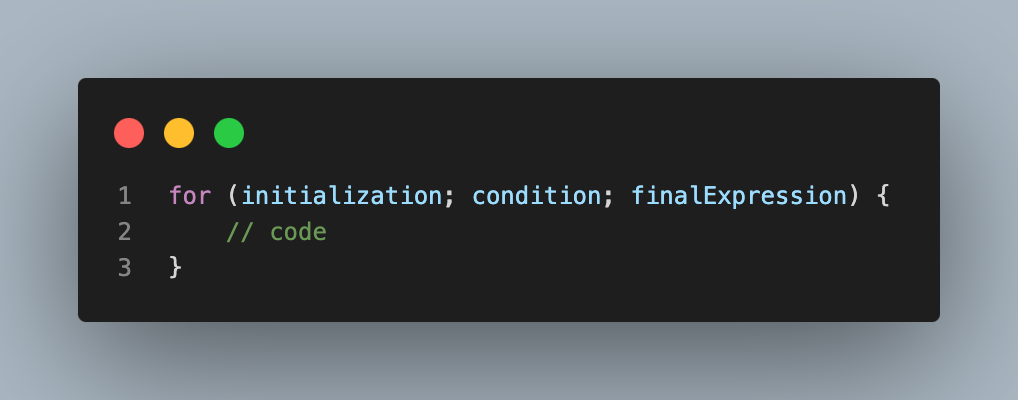 1 for (initialization; condition; finalExpression) {
2     // code
3 }